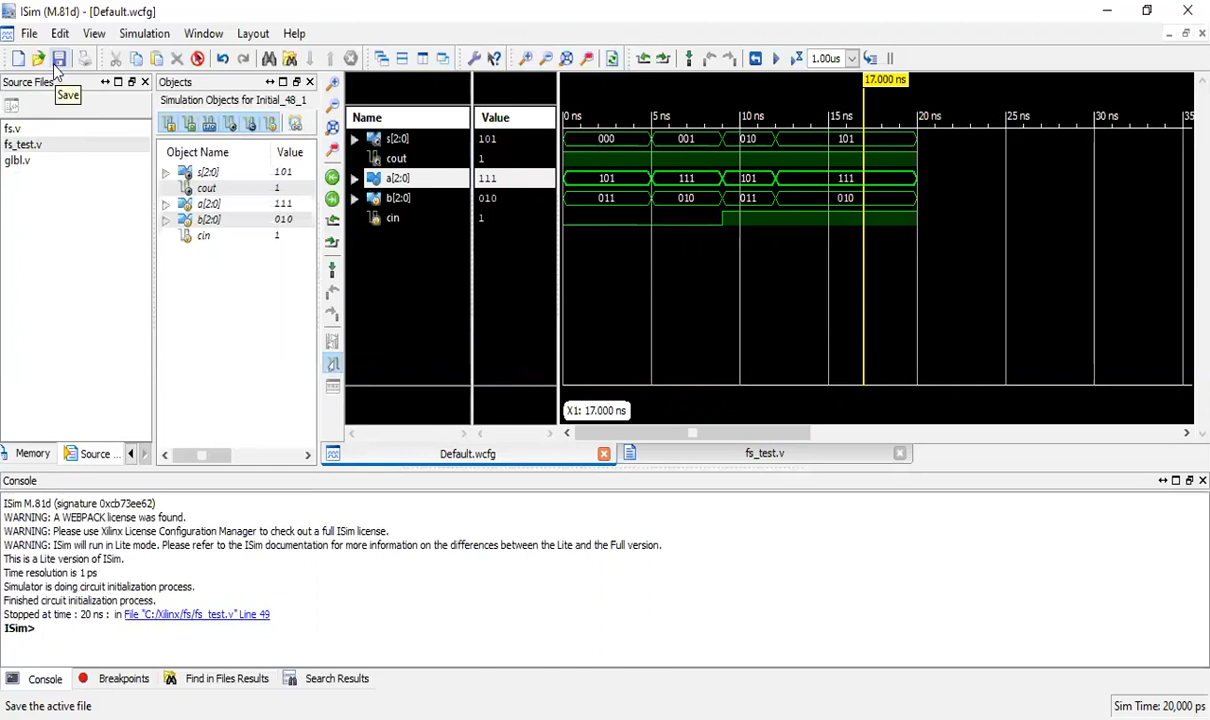 ISim (M.81d) - [Default.wcfg]
File Edit View Simulation Window Layout Help
1.00us
Save
Source Files
Objects
Simulation Objects for Initial_48_1
fs.v
fs_test.v
glbl.v
Object Name Value
s[2:0] 101
cout 1
a[2:0] 111
b[2:0] 010
cin 1
17.000 ns
Name Value
0 ns 5 ns 10 ns 15 ns 20 ns 25 ns 30 ns 35
s[2:0] 101 000 001 010 101
cout 1
a[2:0] 111 101 111 101 111
b[2:0] 010 011 010 011 010
cin 1
X1: 17.000 ns
Memory Source ...
Default.wcfg fs_test.v
Console
ISim M.81d (signature 0xcb73ee62)
WARNING: A WEBPACK license was found.
WARNING: Please use Xilinx License Configuration Manager to check out a full ISim license.
WARNING: ISim will run in Lite mode. Please refer to the ISim documentation for more information on the differences between the Lite and the Full version.
This is a Lite version of ISim.
Time resolution is 1 ps
Simulator is doing circuit initialization process.
Finished circuit initialization process.
Stopped at time : 20 ns : in File "C:/Xilinx/fs/fs_test.v" Line 49
ISim>
Console Breakpoints Find in Files Results Search Results
Save the active file
Sim Time: 20,000 ps